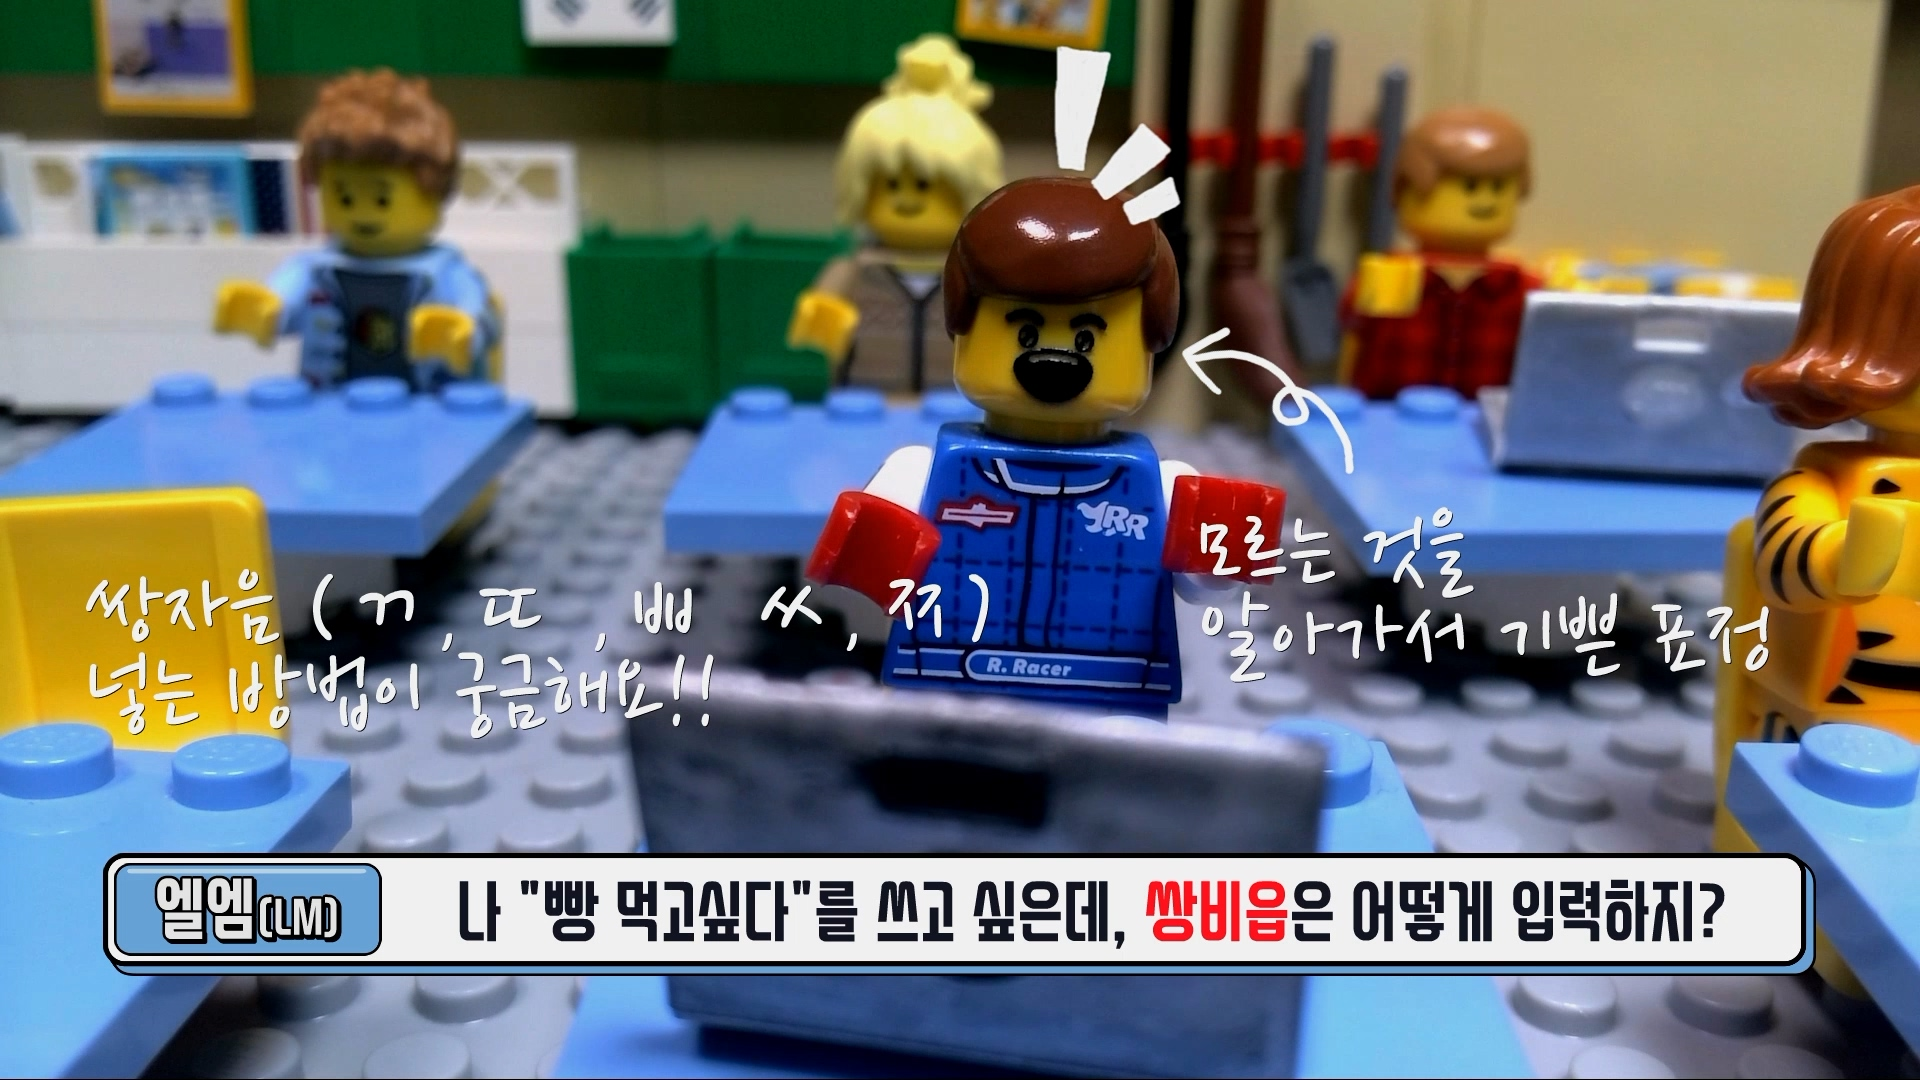 RR
모르는 것을
알아가서 기쁜 표정
쌍자음 ( ㄲ , ㄸ , ㅃ ㅆ , ㅉ )
넣는 방법이 궁금해요!!
R. Racer
엘엠(LM)
나 "빵 먹고싶다"를 쓰고 싶은데, 쌍비읍은 어떻게 입력하지?